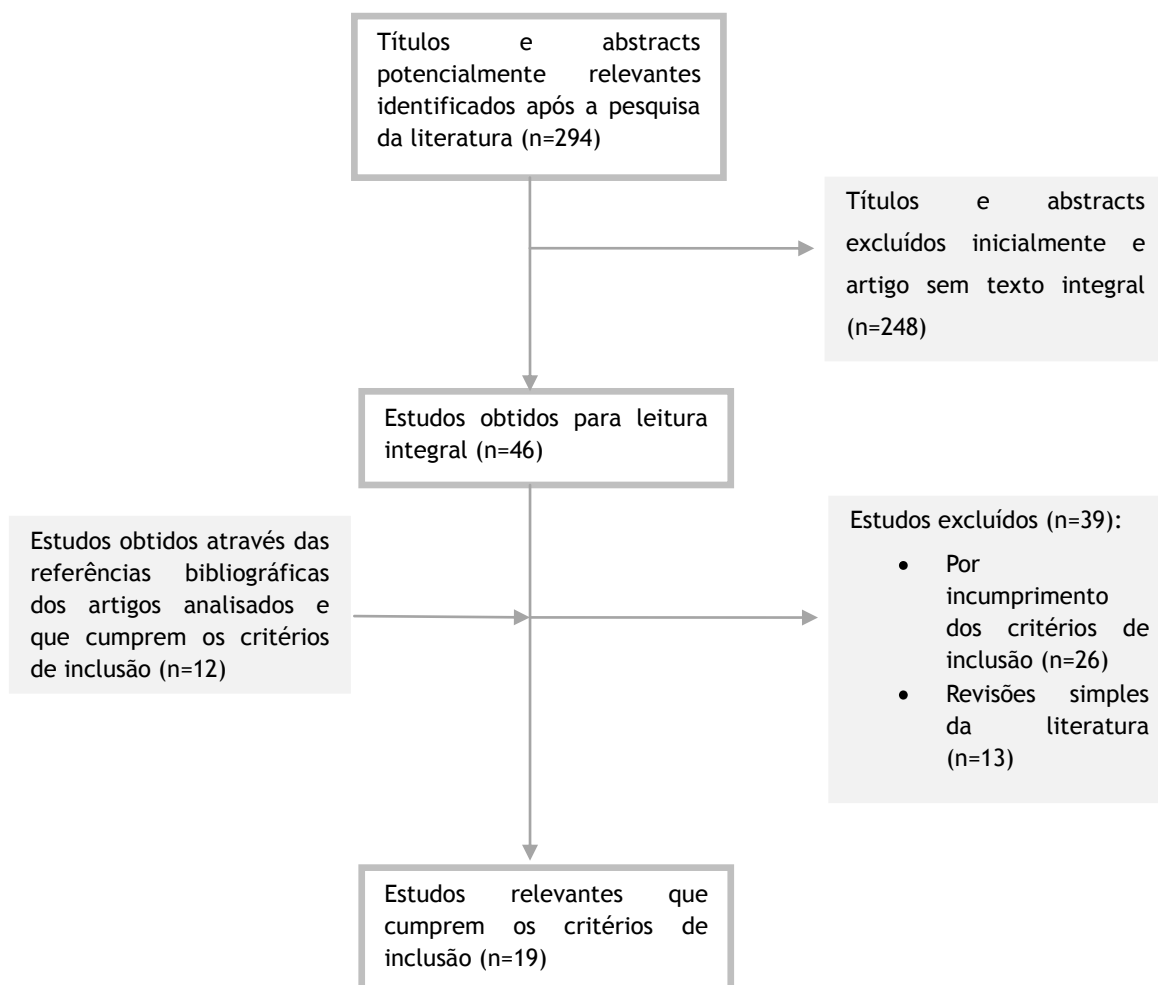 Títulos e abstracts
potencialmente relevantes
identificados após a pesquisa
da literatura (n=294)
Títulos e abstracts
excluídos inicialmente e
artigo sem texto integral
(n=248)
Estudos obtidos para leitura
integral (n=46)
Estudos obtidos através das
referências bibliográficas
dos artigos analisados e
que cumprem os critérios
de inclusão (n=12)
Estudos excluídos (n=39):
• Por
incumprimento
dos critérios de
inclusão (n=26)
• Revisões simples
da literatura
(n=13)
Estudos relevantes que
cumprem os critérios de
inclusão (n=19)